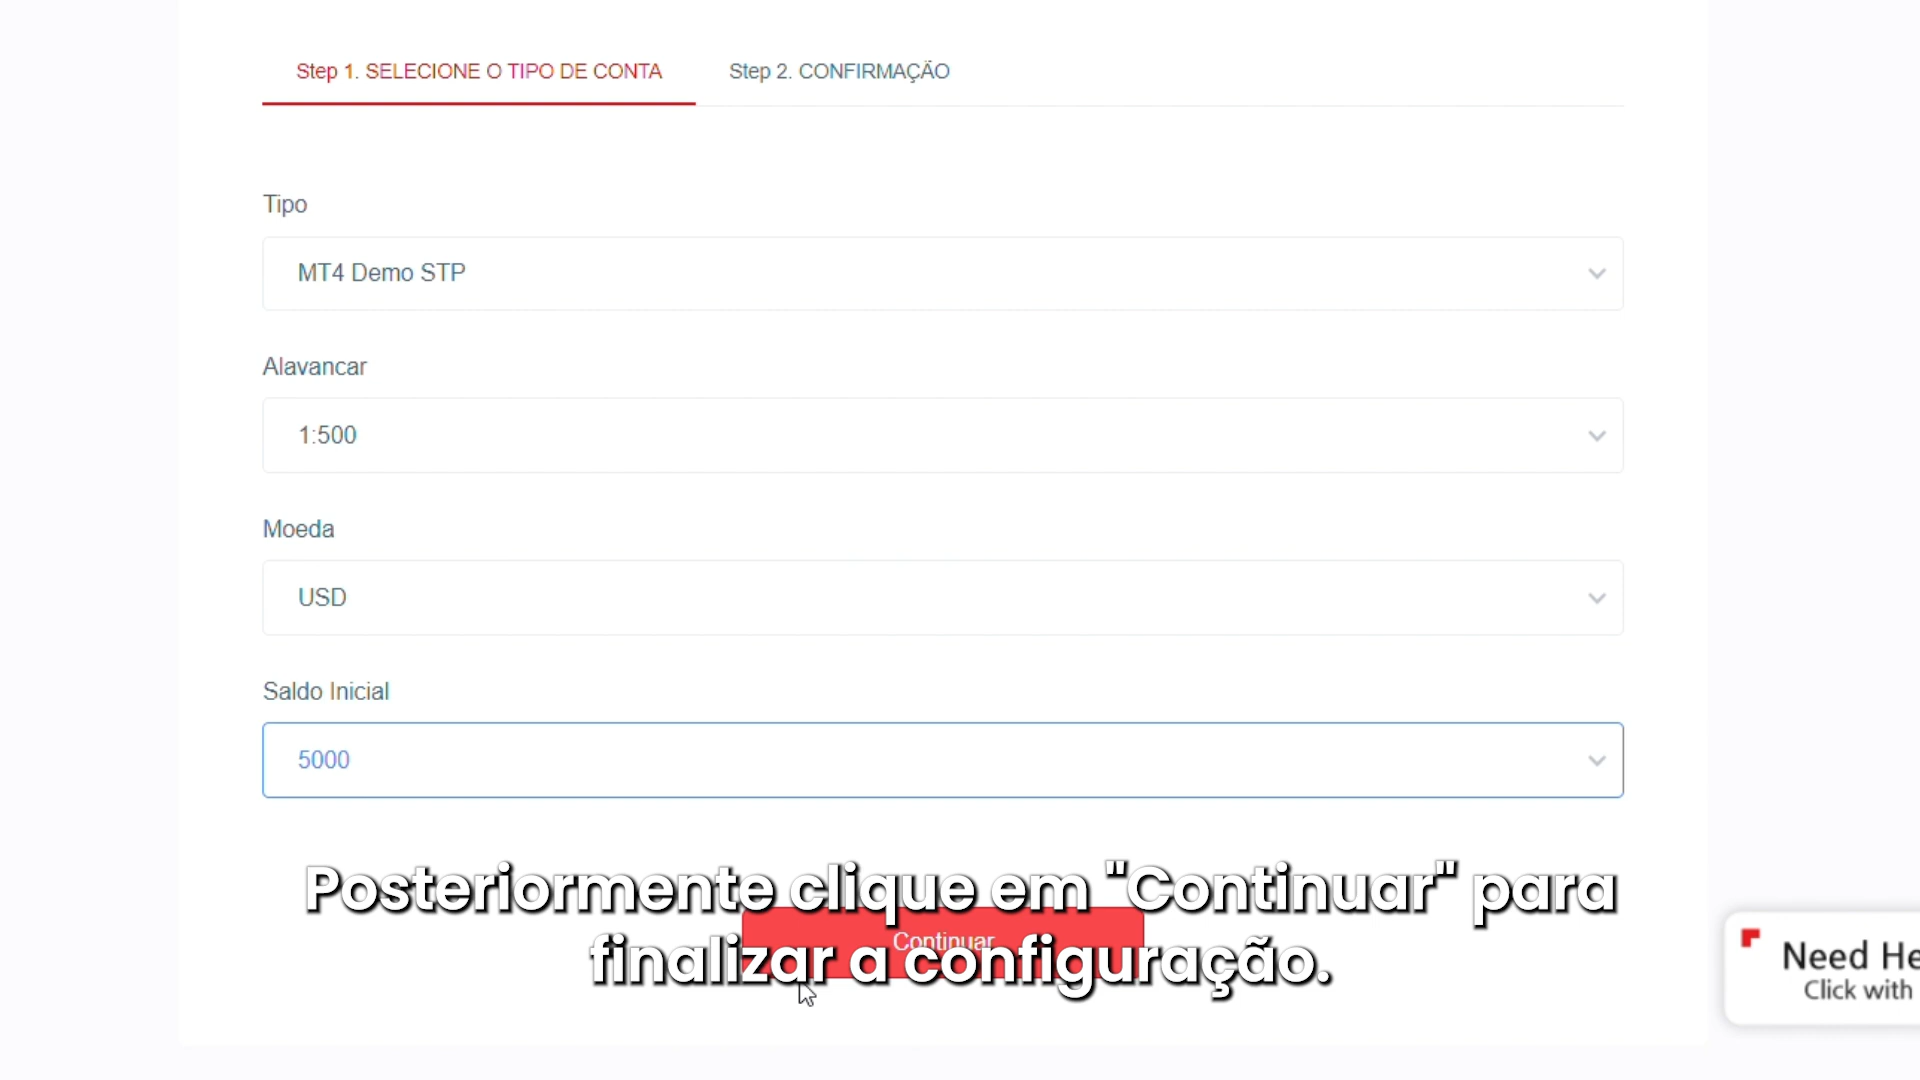 Step 1. SELECIONE O TIPO DE CONTA
Step 2. CONFIRMAÇÃO
Tipo
MT4 Demo STP
Alavancar
1:500
Moeda
USD
Saldo Inicial
5000
Posteriormente clique em "Continuar" para
Continuar
finalizar a configuração.
Need
Click with